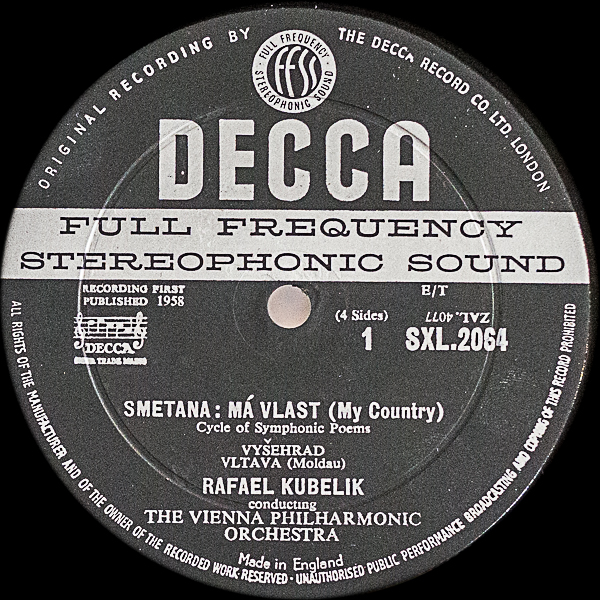 ORIGINAL RECORDING BY
THE DECCA RECORD CO. LTD. LONDON
FULL FREQUENCY
ffss
STEREOPHONIC SOUND
DECCA
FULL FREQUENCY
STEREOPHONIC SOUND
RECORDING FIRST
PUBLISHED 1958
E/T
ZAL.4077
(4 Sides)
1 SXL.2064
DECCA
SMETANA: MÁ VLAST (My Country)
Cycle of Symphonic Poems
VYŠEHRAD
VLTAVA (Moldau)
RAFAEL KUBELIK
conducting
THE VIENNA PHILHARMONIC
ORCHESTRA
Made in England
ALL RIGHTS OF THE MANUFACTURER AND OF THE OWNER OF THE RECORDED WORK RESERVED · UNAUTHORISED PUBLIC PERFORMANCE BROADCASTING AND COPYING OF THIS RECORD PROHIBITED